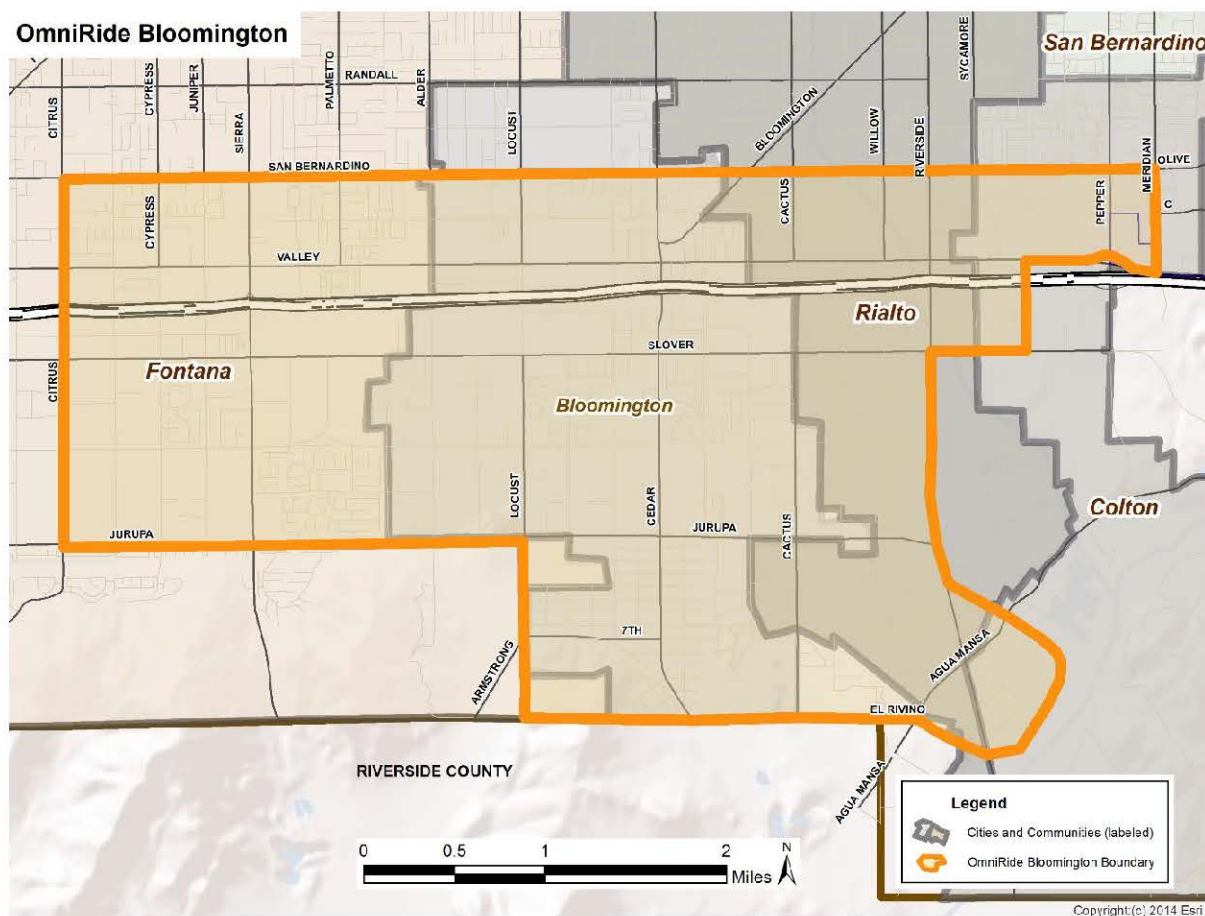 OmniRide Bloomington
San Bernardino
RANDALL
CITRUS
CYPRESS
JUNIPER
SIERRA
PALMETTO
ALDER
LOCUST
BLOOMINGTON
WILLOW
RIVERSIDE
SYCAMORE
MERIDIAN
OLIVE
SAN BERNARDINO
CYPRESS
CACTUS
PEPPER
C
VALLEY
Rialto
SLOVER
CITRUS
Fontana
Bloomington
LOCUST
CEDAR
CACTUS
Colton
JURUPA
JURUPA
7TH
ARMSTRONG
AGUA MANSA
EL RIVINO
RIVERSIDE COUNTY
AGUA MANSA
Legend
Cities and Communities (labeled)
OmniRide Bloomington Boundary
0 0.5 1 2
Miles
N
Copyright:(c) 2014 Esri